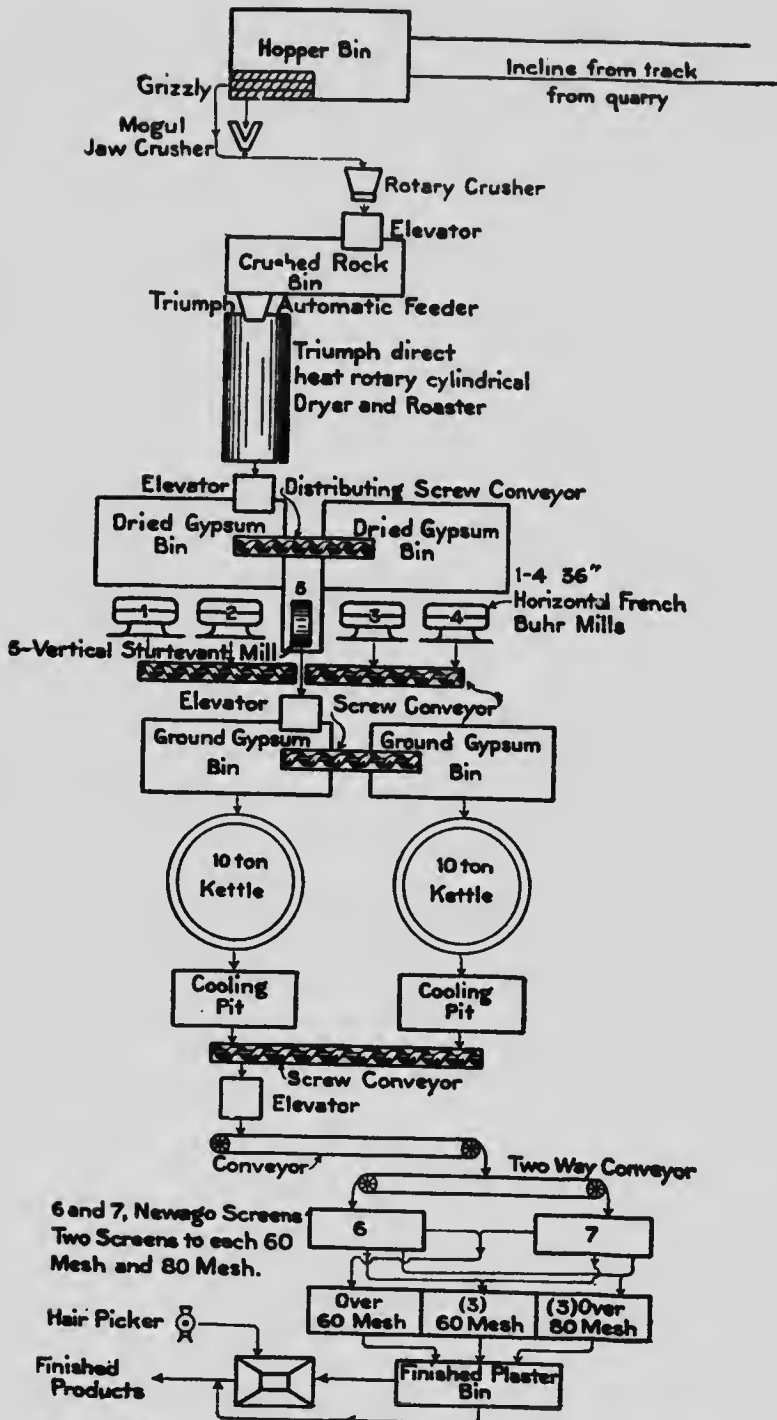 Hopper Bin
Incline from track
from quarry
Grizzly
Mogul
Jaw Crusher
Rotary Crusher
Elevator
Crushed Rock
Bin
Triumph Automatic Feeder
Triumph direct
heat rotary cylindrical
Dryer and Roaster
Elevator
Distributing Screw Conveyor
Dried Gypsum
Bin
Dried Gypsum
Bin
1-4 36"
Horizontal French
Buhr Mills
1
2
5
3
4
5-Vertical Sturtevant Mill
Elevator
Screw Conveyor
Ground Gypsum
Bin
Ground Gypsum
Bin
10 ton
Kettle
10 ton
Kettle
Cooling
Pit
Cooling
Pit
Screw Conveyor
Elevator
Conveyor
Two Way Conveyor
6 and 7, Newago Screens
Two Screens to each 60
Mesh and 80 Mesh.
6
7
Over
60 Mesh
(3)
60 Mesh
(3) Over
80 Mesh
Hair Picker
Finished
Products
Finished Plaster
Bin